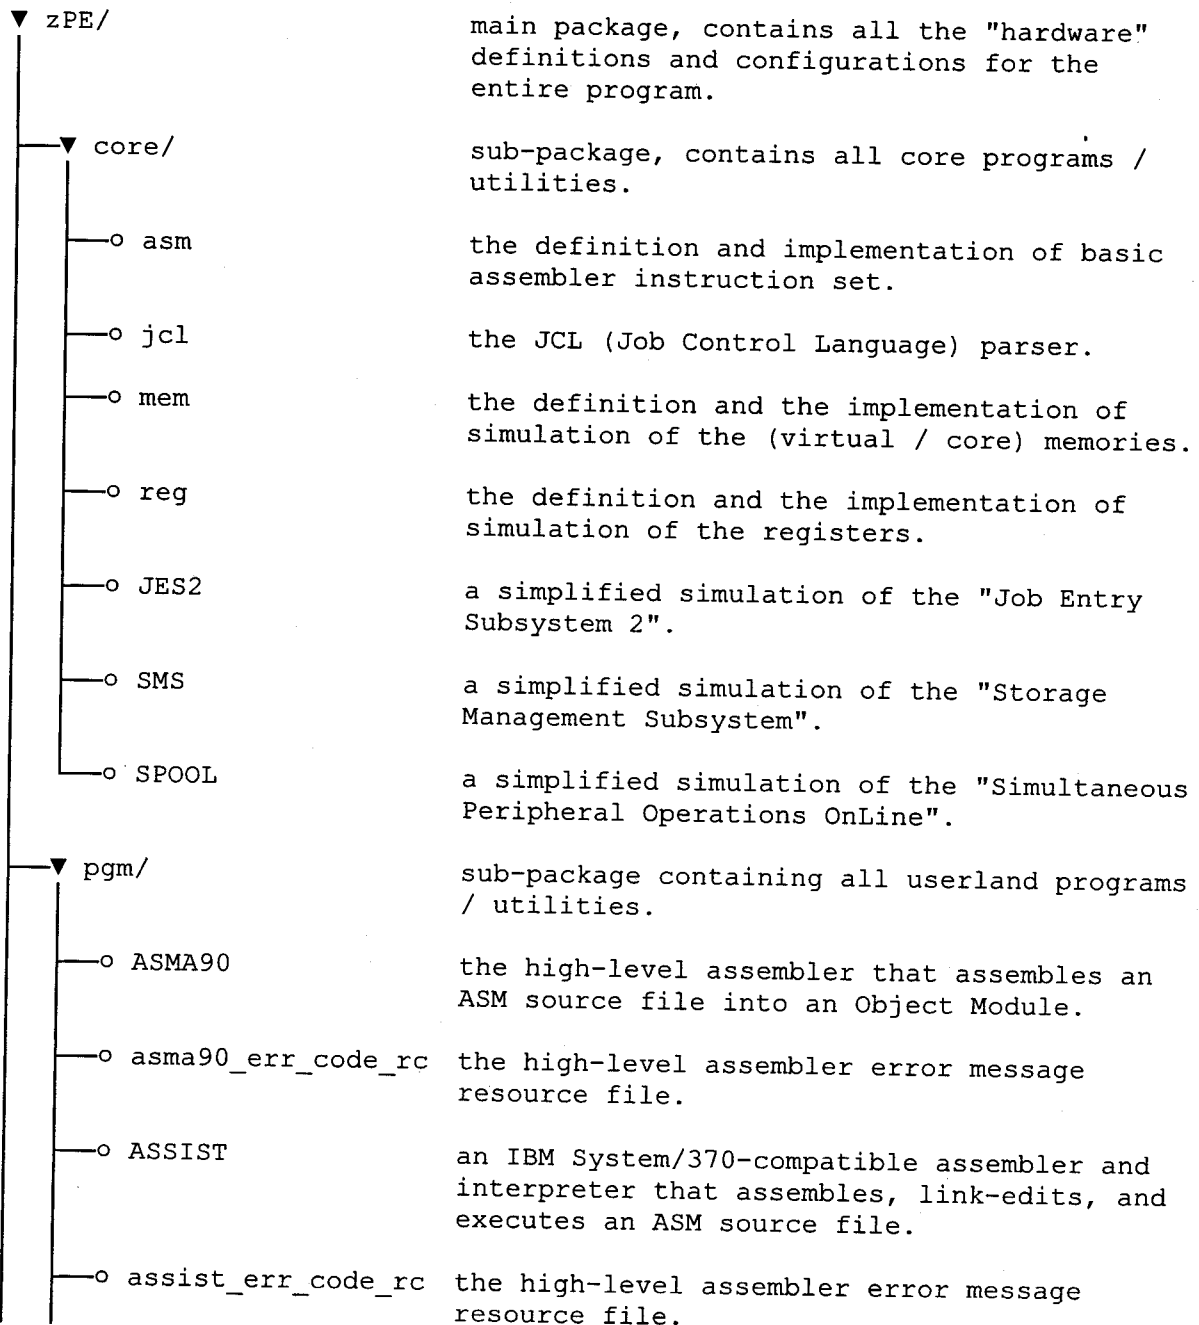 ▼ zPE/ main package, contains all the "hardware"
definitions and configurations for the
entire program.
▼ core/ sub-package, contains all core programs /
utilities.
o asm the definition and implementation of basic
assembler instruction set.
o jcl the JCL (Job Control Language) parser.
o mem the definition and the implementation of
simulation of the (virtual / core) memories.
o reg the definition and the implementation of
simulation of the registers.
o JES2 a simplified simulation of the "Job Entry
Subsystem 2".
o SMS a simplified simulation of the "Storage
Management Subsystem".
o SPOOL a simplified simulation of the "Simultaneous
Peripheral Operations OnLine".
▼ pgm/ sub-package containing all userland programs
/ utilities.
o ASMA90 the high-level assembler that assembles an
ASM source file into an Object Module.
o asma90_err_code_rc the high-level assembler error message
resource file.
o ASSIST an IBM System/370-compatible assembler and
interpreter that assembles, link-edits, and
executes an ASM source file.
o assist_err_code_rc the high-level assembler error message
resource file.